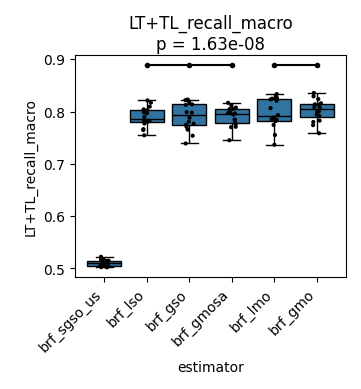 LT+TL_recall_macro
p = 1.63e-08
LT+TL_recall_macro
0.9
0.8
0.7
0.6
0.5
brf_sgso_us
brf_lso
brf_gso
brf_gmosa
brf_lmo
brf_gmo
estimator